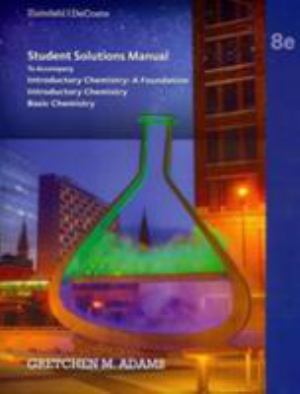 Zumdahl | DeCoste
8e
Student Solutions Manual
To Accompany
Introductory Chemistry: A Foundation
Introductory Chemistry
Basic Chemistry
GRETCHEN M. ADAMS